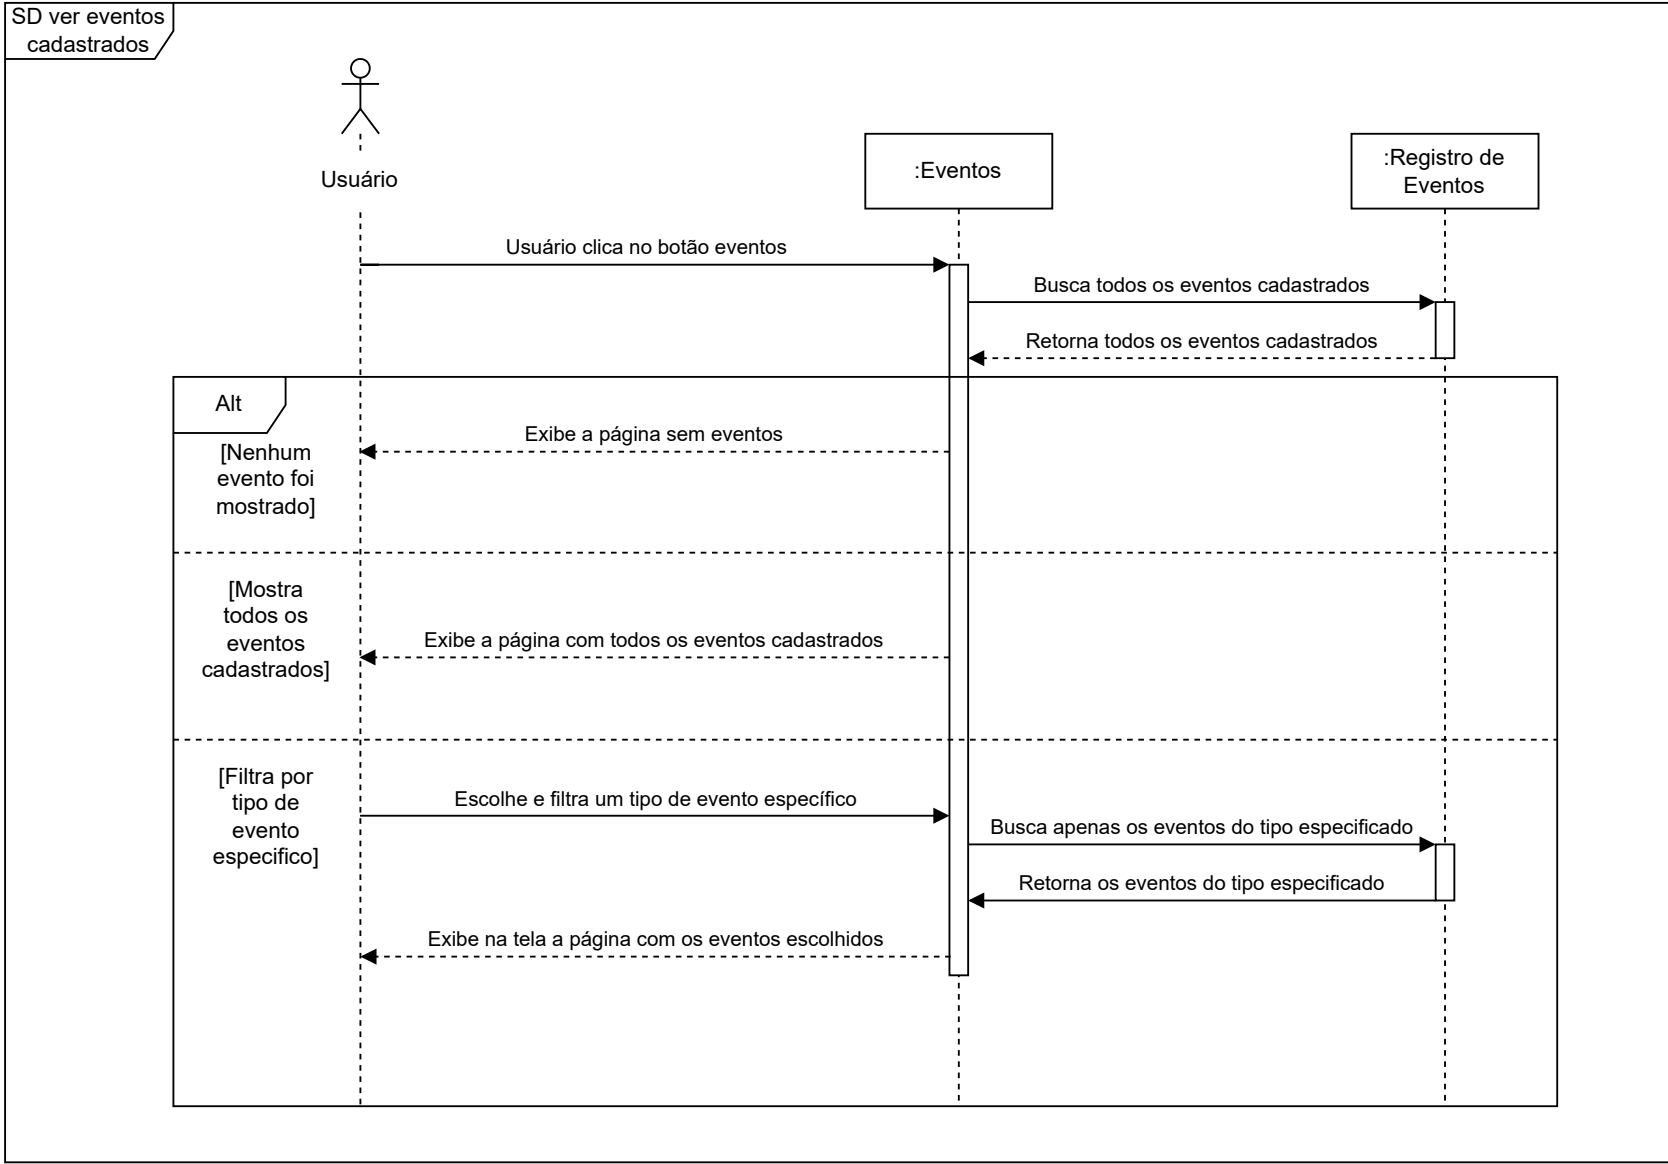 SD ver eventos
cadastrados
Usuário
:Eventos
:Registro de
Eventos
Usuário clica no botão eventos
Busca todos os eventos cadastrados
Retorna todos os eventos cadastrados
Alt
[Nenhum
evento foi
mostrado]
Exibe a página sem eventos
[Mostra
todos os
eventos
cadastrados]
Exibe a página com todos os eventos cadastrados
[Filtra por
tipo de
evento
especifico]
Escolhe e filtra um tipo de evento específico
Busca apenas os eventos do tipo especificado
Retorna os eventos do tipo especificado
Exibe na tela a página com os eventos escolhidos